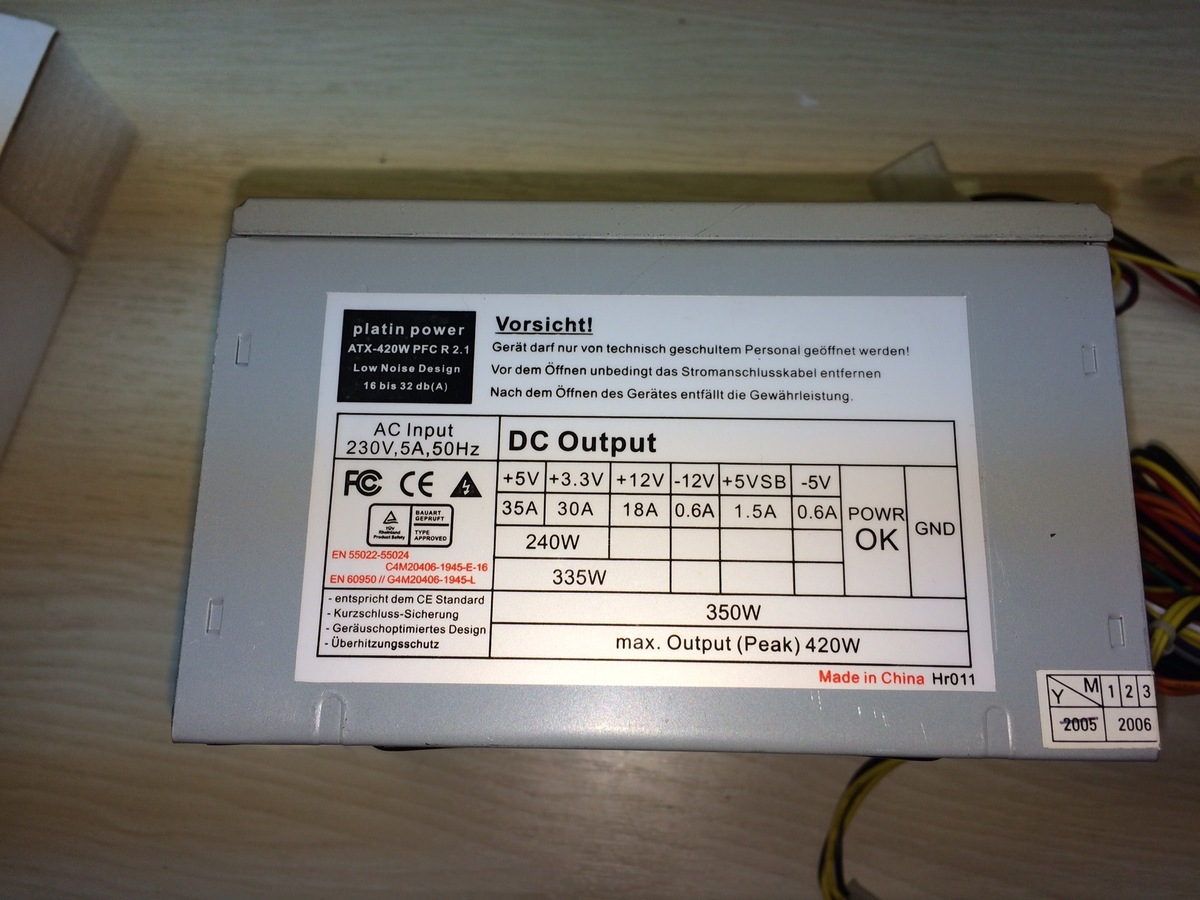 platin power
ATX-420W PFC R 2.1
Low Noise Design
16 bis 32 db(A)
Vorsicht!
Gerät darf nur von technisch geschultem Personal geöffnet werden!
Vor dem Öffnen unbedingt das Stromanschlusskabel entfernen
Nach dem Öffnen des Gerätes entfällt die Gewährleistung.
AC Input
230V,5A,50Hz
FC CE
TÜV
Rheinland
Product Safety
BAUART
GEPRUFT
TYPE
APPROVED
EN 55022-55024
C4M20406-1945-E-16
EN 60950 // G4M20406-1945-L
- entspricht dem CE Standard
- Kurzschluss-Sicherung
- Geräuschoptimiertes Design
- Überhitzungsschutz
DC Output
+5V +3.3V +12V -12V +5VSB -5V
35A 30A 18A 0.6A 1.5A 0.6A
POWR
OK
GND
240W
335W
350W
max. Output (Peak) 420W
Made in China Hr011
Y M 1 2 3
2005 2006